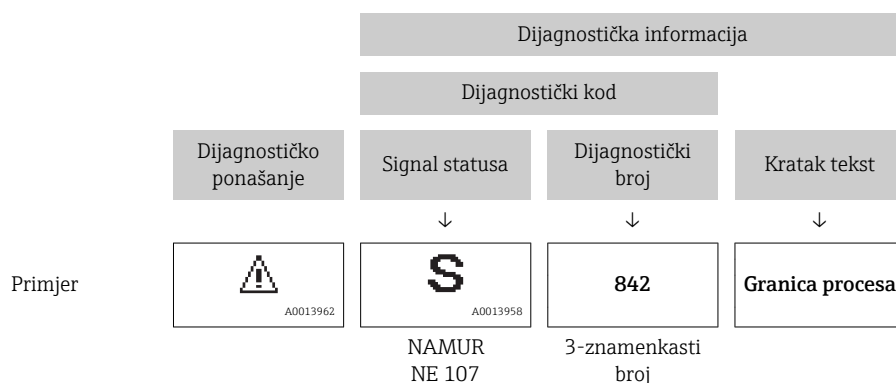 Dijagnostička informacija
Dijagnostički kod
Dijagnostičko
ponašanje
Signal statusa
Dijagnostički
broj
Kratak tekst
↓ ↓ ↓
Primjer
A0013962
S
A0013958
842
Granica procesa
NAMUR
NE 107
3-znamenkasti
broj